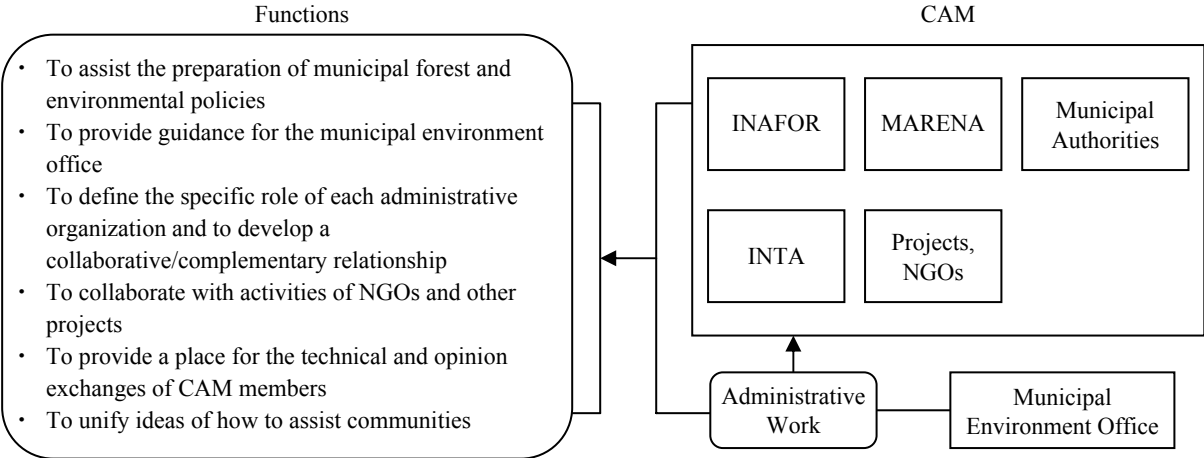 Functions
・ To assist the preparation of municipal forest and
environmental policies
・ To provide guidance for the municipal environment
office
・ To define the specific role of each administrative
organization and to develop a
collaborative/complementary relationship
・ To collaborate with activities of NGOs and other
projects
・ To provide a place for the technical and opinion
exchanges of CAM members
・ To unify ideas of how to assist communities
CAM
INAFOR
MARENA
Municipal
Authorities
INTA
Projects,
NGOs
Administrative
Work
Municipal
Environment Office